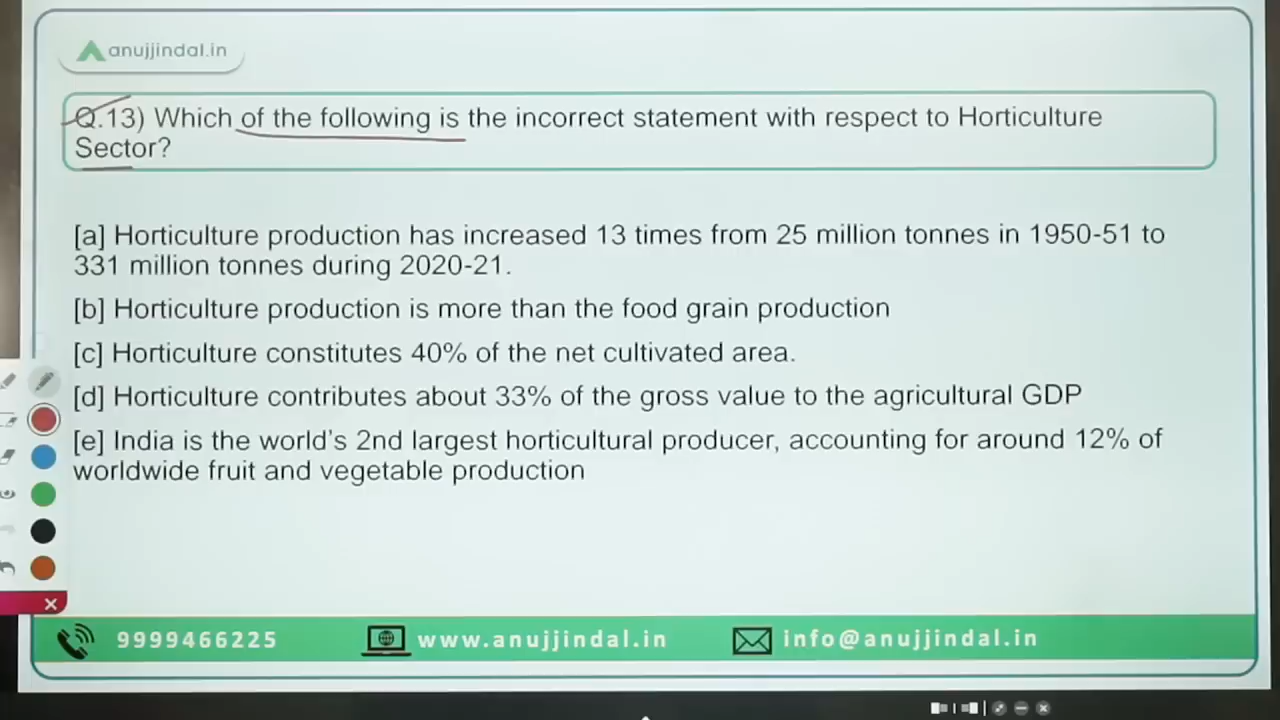 anujjindal.in
Q.13) Which of the following is the incorrect statement with respect to Horticulture
Sector?
[a] Horticulture production has increased 13 times from 25 million tonnes in 1950-51 to
331 million tonnes during 2020-21.
[b] Horticulture production is more than the food grain production
[c] Horticulture constitutes 40% of the net cultivated area.
[d] Horticulture contributes about 33% of the gross value to the agricultural GDP
[e] India is the world's 2nd largest horticultural producer, accounting for around 12% of
worldwide fruit and vegetable production
9999466225 www.anujjindal.in info@anujjindal.in